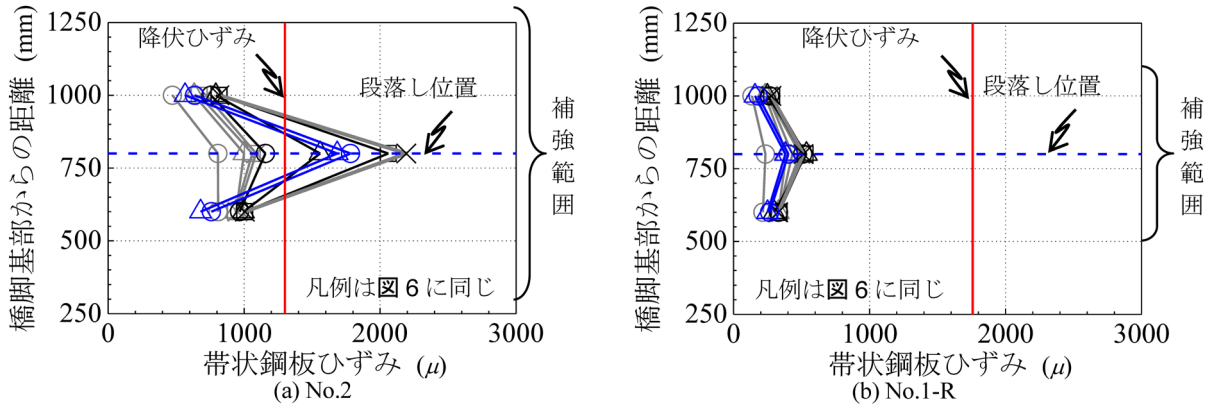 橋脚基部からの距離 (mm)
1250
1000
750
500
250
0
1000
2000
3000
降伏ひずみ
段落し位置
凡例は図6に同じ
補強範囲
帯状鋼板ひずみ (μ)
(a) No.2
橋脚基部からの距離 (mm)
1250
1000
750
500
250
0
1000
2000
3000
降伏ひずみ
段落し位置
凡例は図6に同じ
補強範囲
帯状鋼板ひずみ (μ)
(b) No.1-R